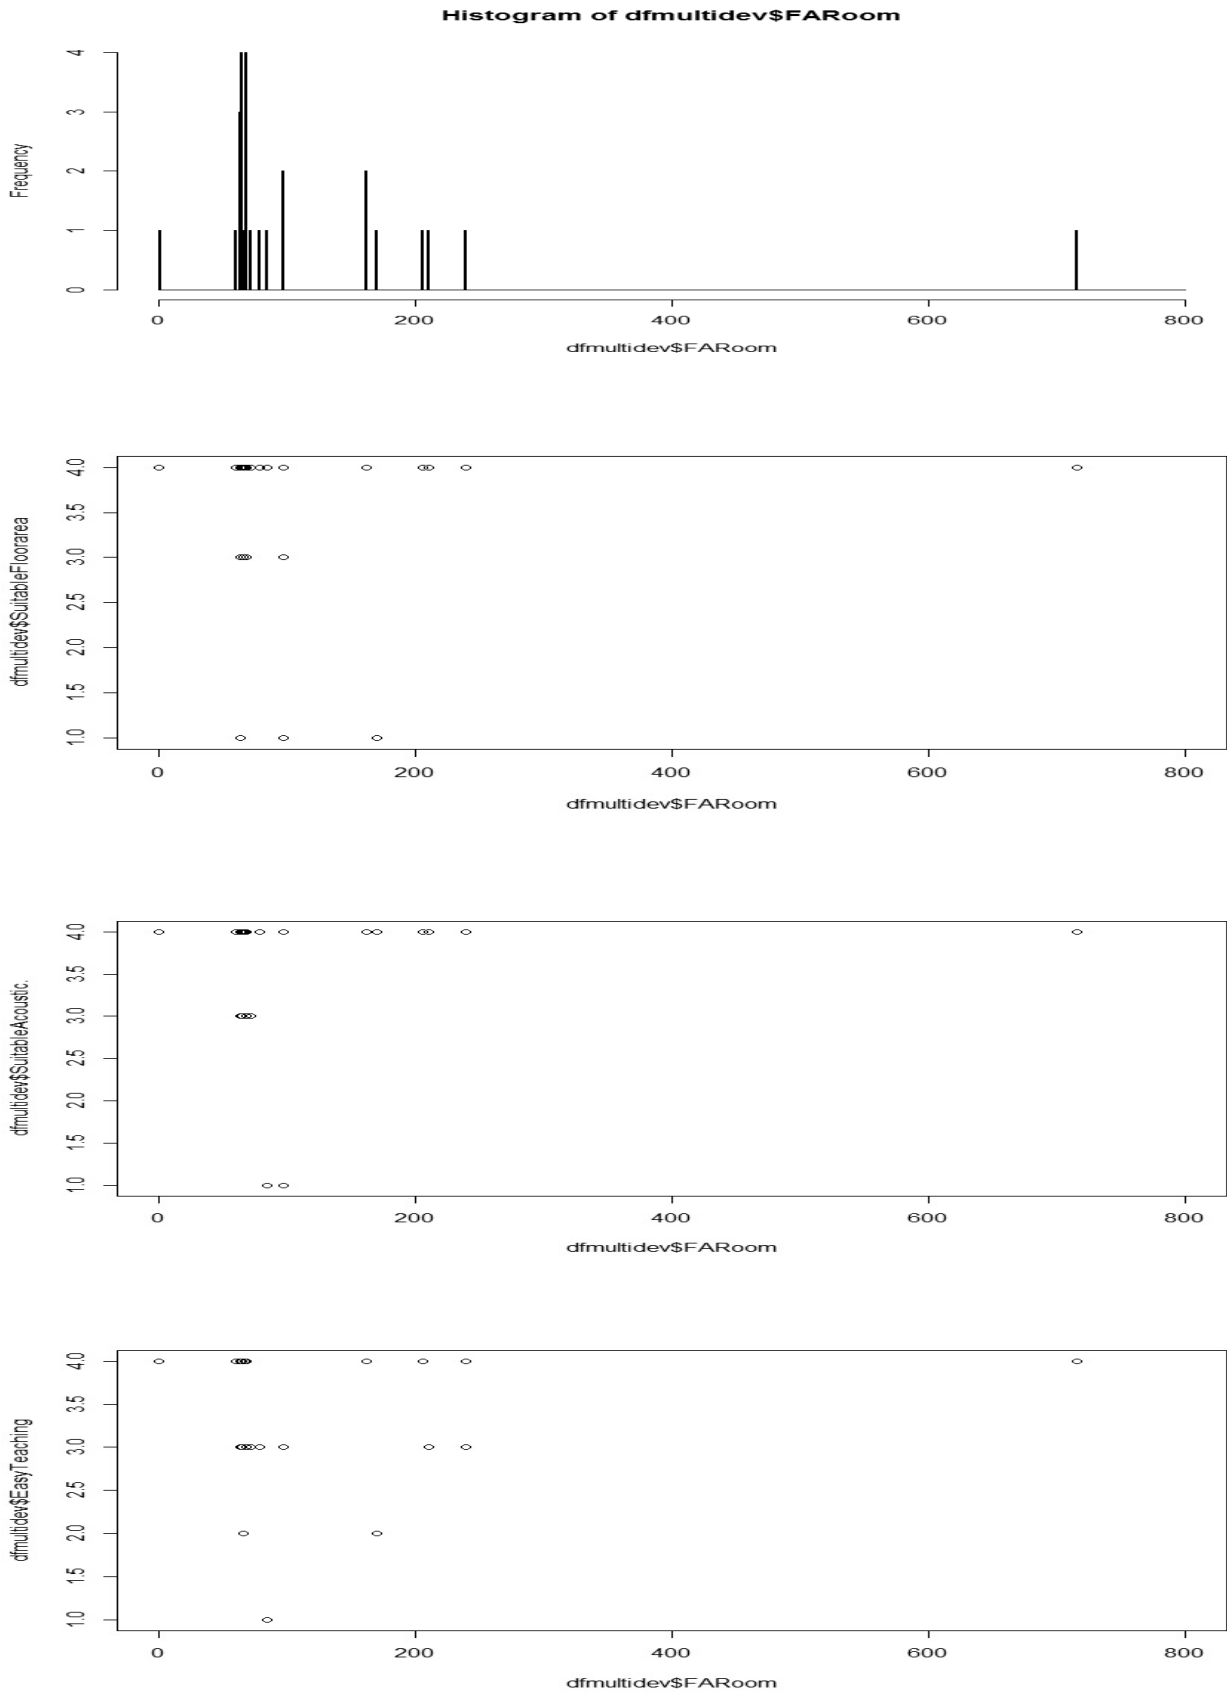 Histogram of dfmultidev$FARoom
Frequency
0 1 2 3 4
0 200 400 600 800
dfmultidev$FARoom
dfmultidev$SuitableFloorarea
1.0 1.5 2.0 2.5 3.0 3.5 4.0
0 200 400 600 800
dfmultidev$FARoom
dfmultidev$SuitableAcoustic.
1.0 1.5 2.0 2.5 3.0 3.5 4.0
0 200 400 600 800
dfmultidev$FARoom
dfmultidev$EasyTeaching
1.0 1.5 2.0 2.5 3.0 3.5 4.0
0 200 400 600 800
dfmultidev$FARoom